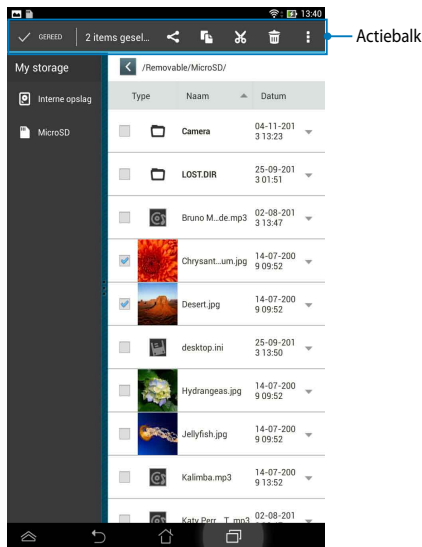 13:40
GEREED 2 items gesel...
Actiebalk
My storage
/Removable/MicroSD/
Interne opslag
MicroSD
Type Naam Datum
Camera 04-11-201
3 13:23
LOST.DIR 25-09-201
3 01:51
Bruno M...de.mp3 02-08-201
3 13:47
Chrysant...um.jpg 14-07-200
9 09:52
Desert.jpg 14-07-200
9 09:52
desktop.ini 25-09-201
3 13:50
Hydrangeas.jpg 14-07-200
9 09:52
Jellyfish.jpg 14-07-200
9 09:52
Kalimba.mp3 14-07-200
9 13:52
Katy Perr...T.mp3 02-08-201